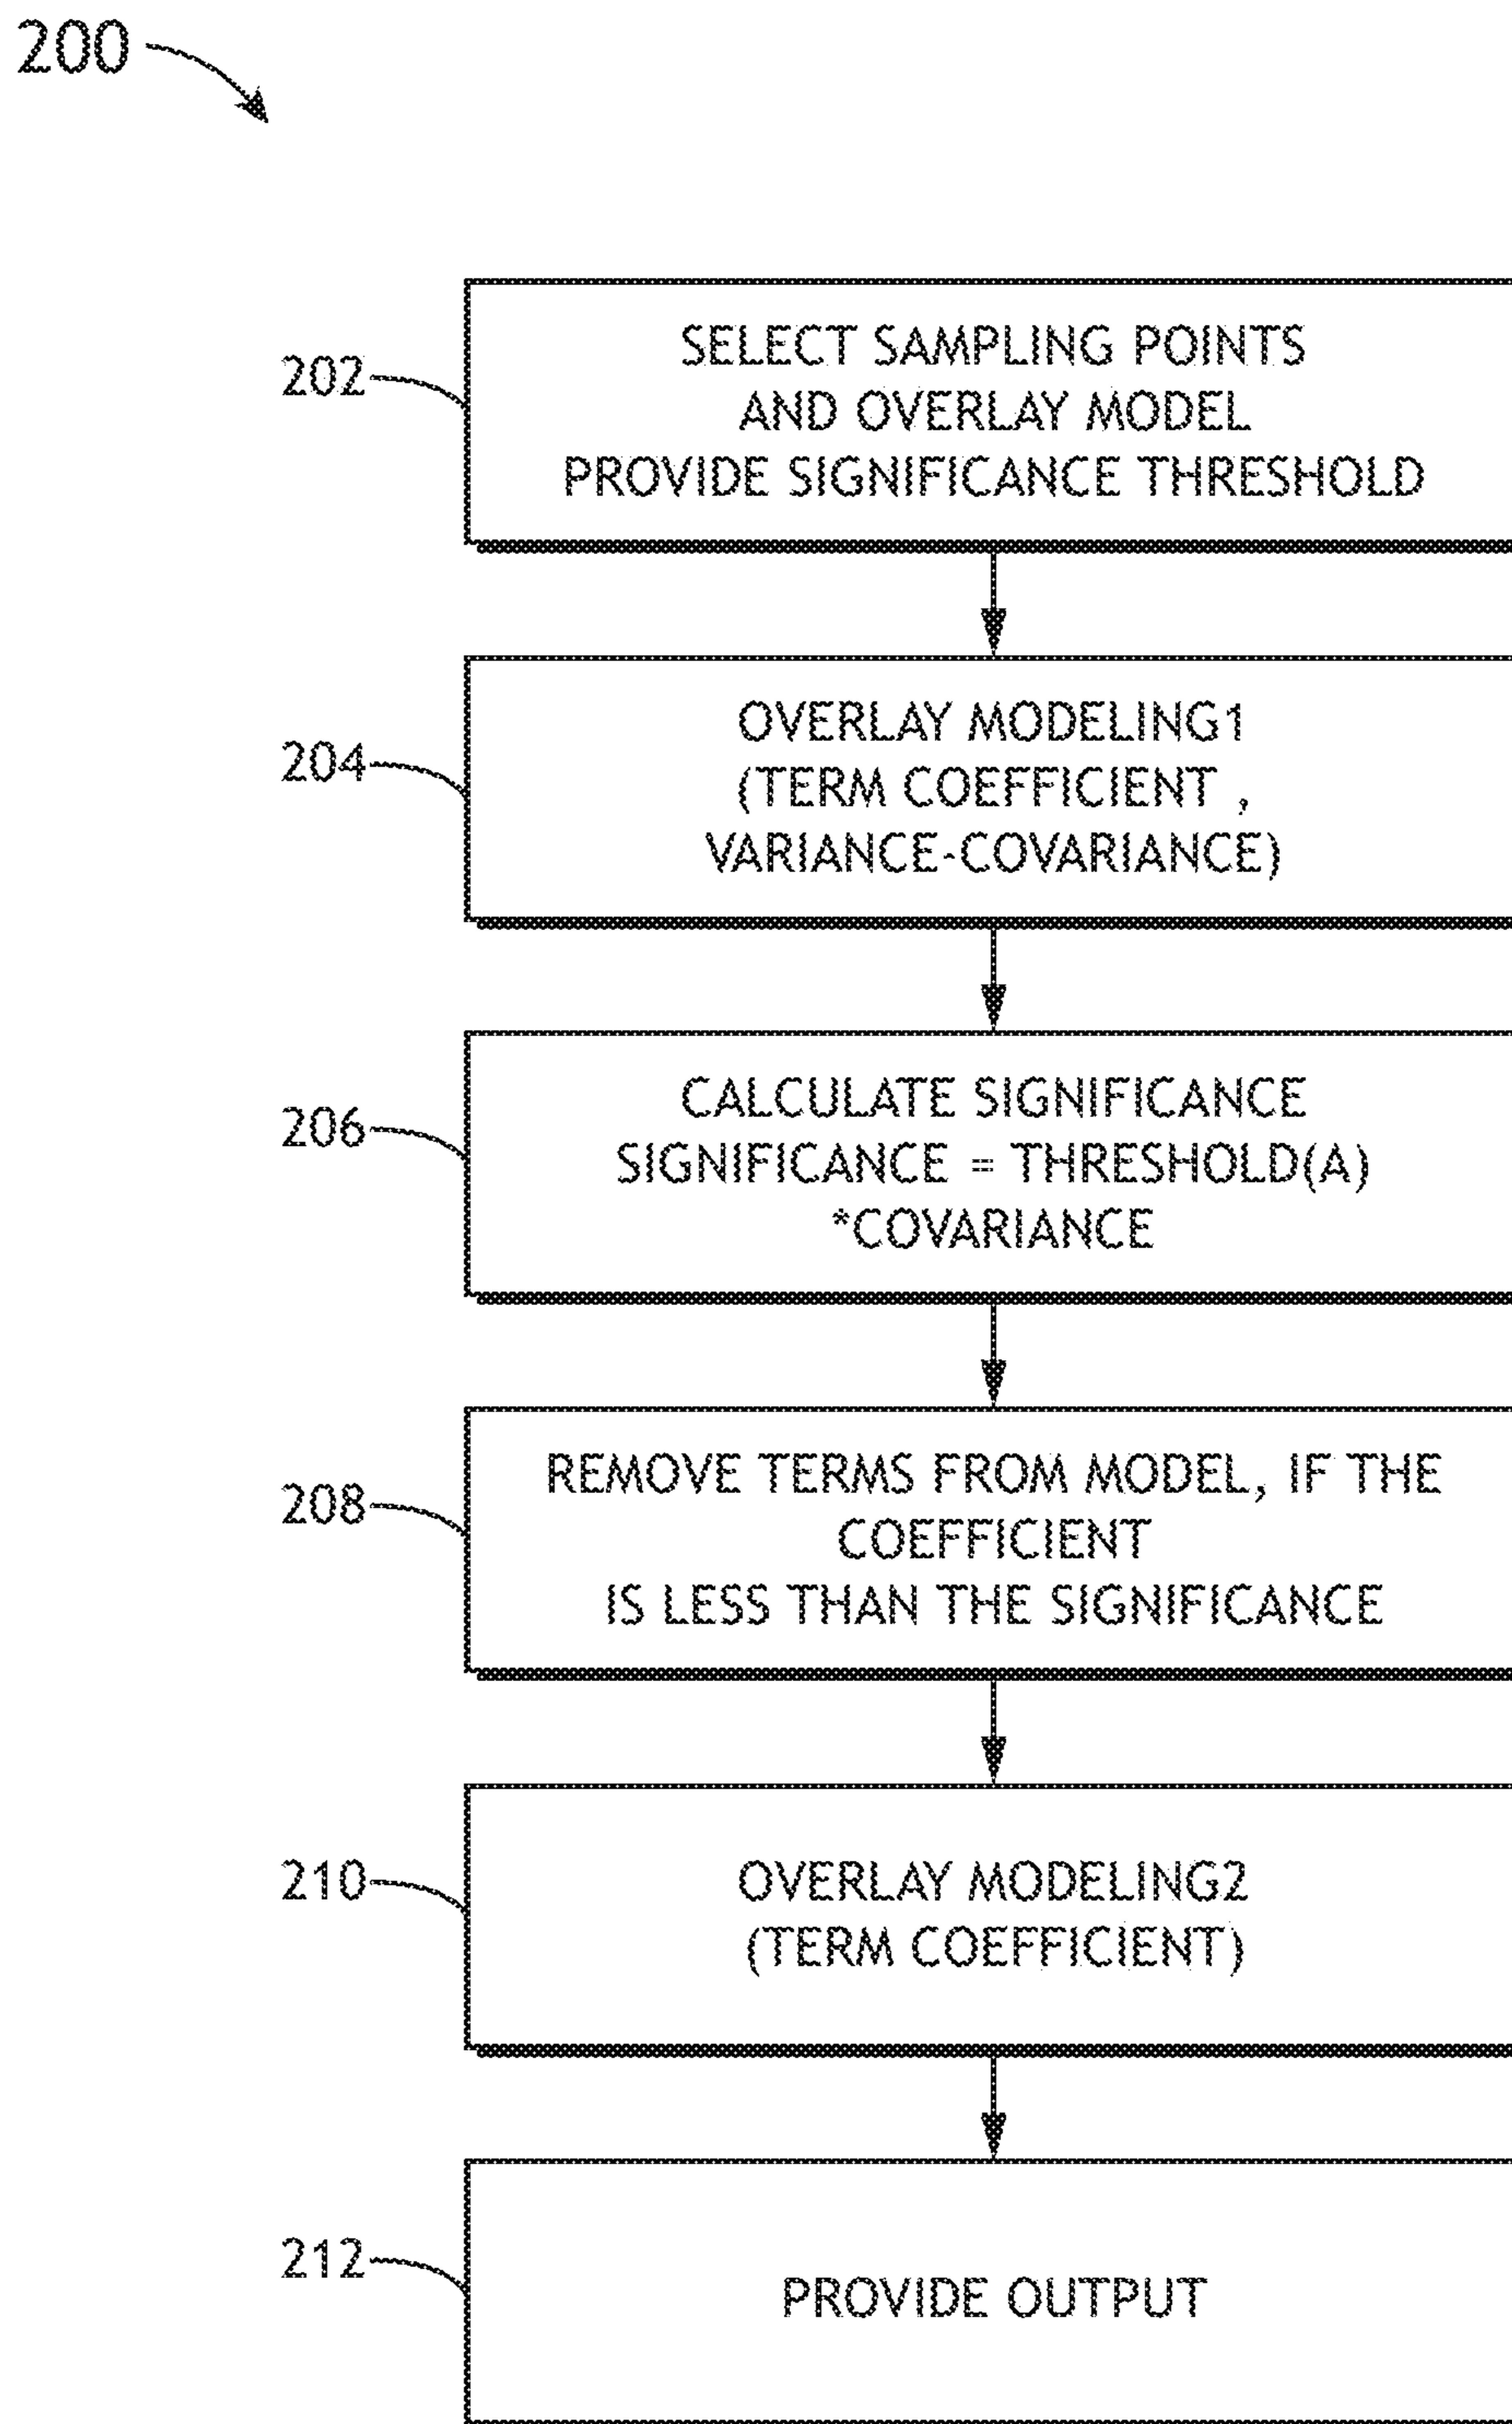 200
202
SELECT SAMPLING POINTS
AND OVERLAY MODEL
PROVIDE SIGNIFICANCE THRESHOLD
204
OVERLAY MODELING1
(TERM COEFFICIENT ,
VARIANCE-COVARIANCE)
206
CALCULATE SIGNIFICANCE
SIGNIFICANCE = THRESHOLD(A)
*COVARIANCE
208
REMOVE TERMS FROM MODEL, IF THE
COEFFICIENT
IS LESS THAN THE SIGNIFICANCE
210
OVERLAY MODELING2
(TERM COEFFICIENT)
212
PROVIDE OUTPUT